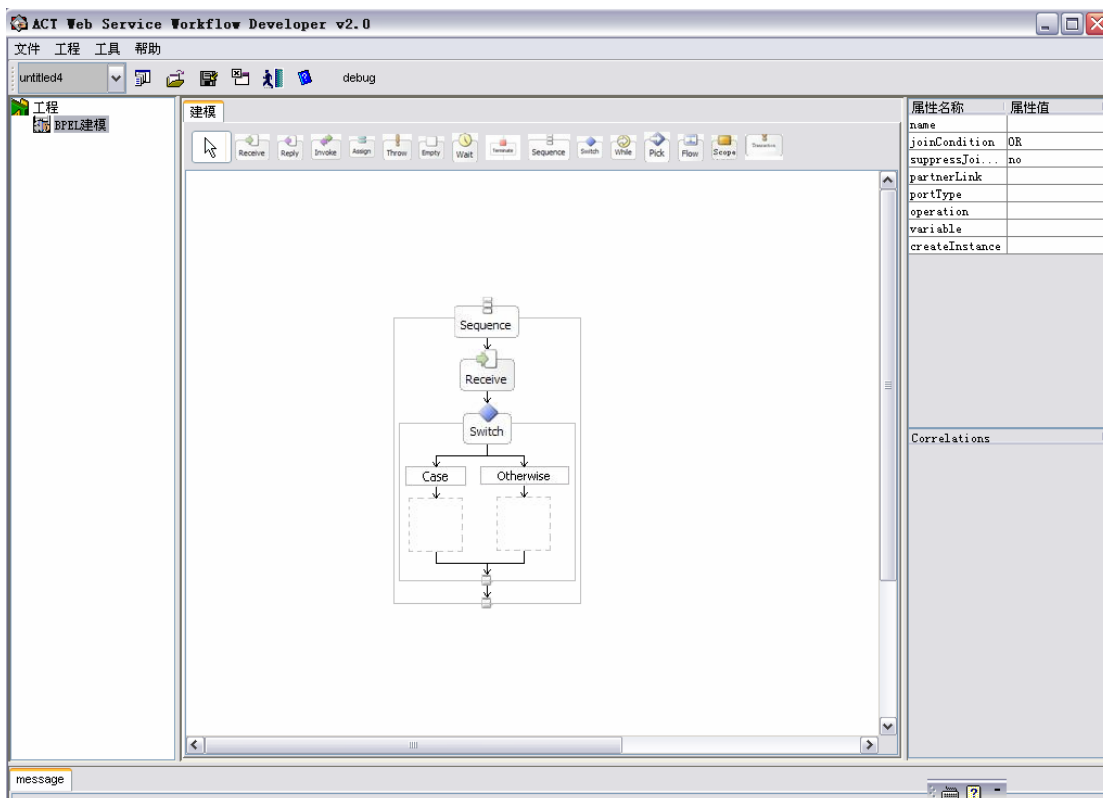 ACT Web Service Workflow Developer v2.0
文件 工程 工具 帮助
untitled4 debug
工程
BPEL建模
建模
Receive Reply Invoke Assign Throw Empty Wait Terminate Sequence Switch While Pick Flow Scope
属性名称 属性值
name
joinCondition OR
suppressJoi... no
partnerLink
portType
operation
variable
createInstance
Sequence
Receive
Switch
Case Otherwise
Correlations
message